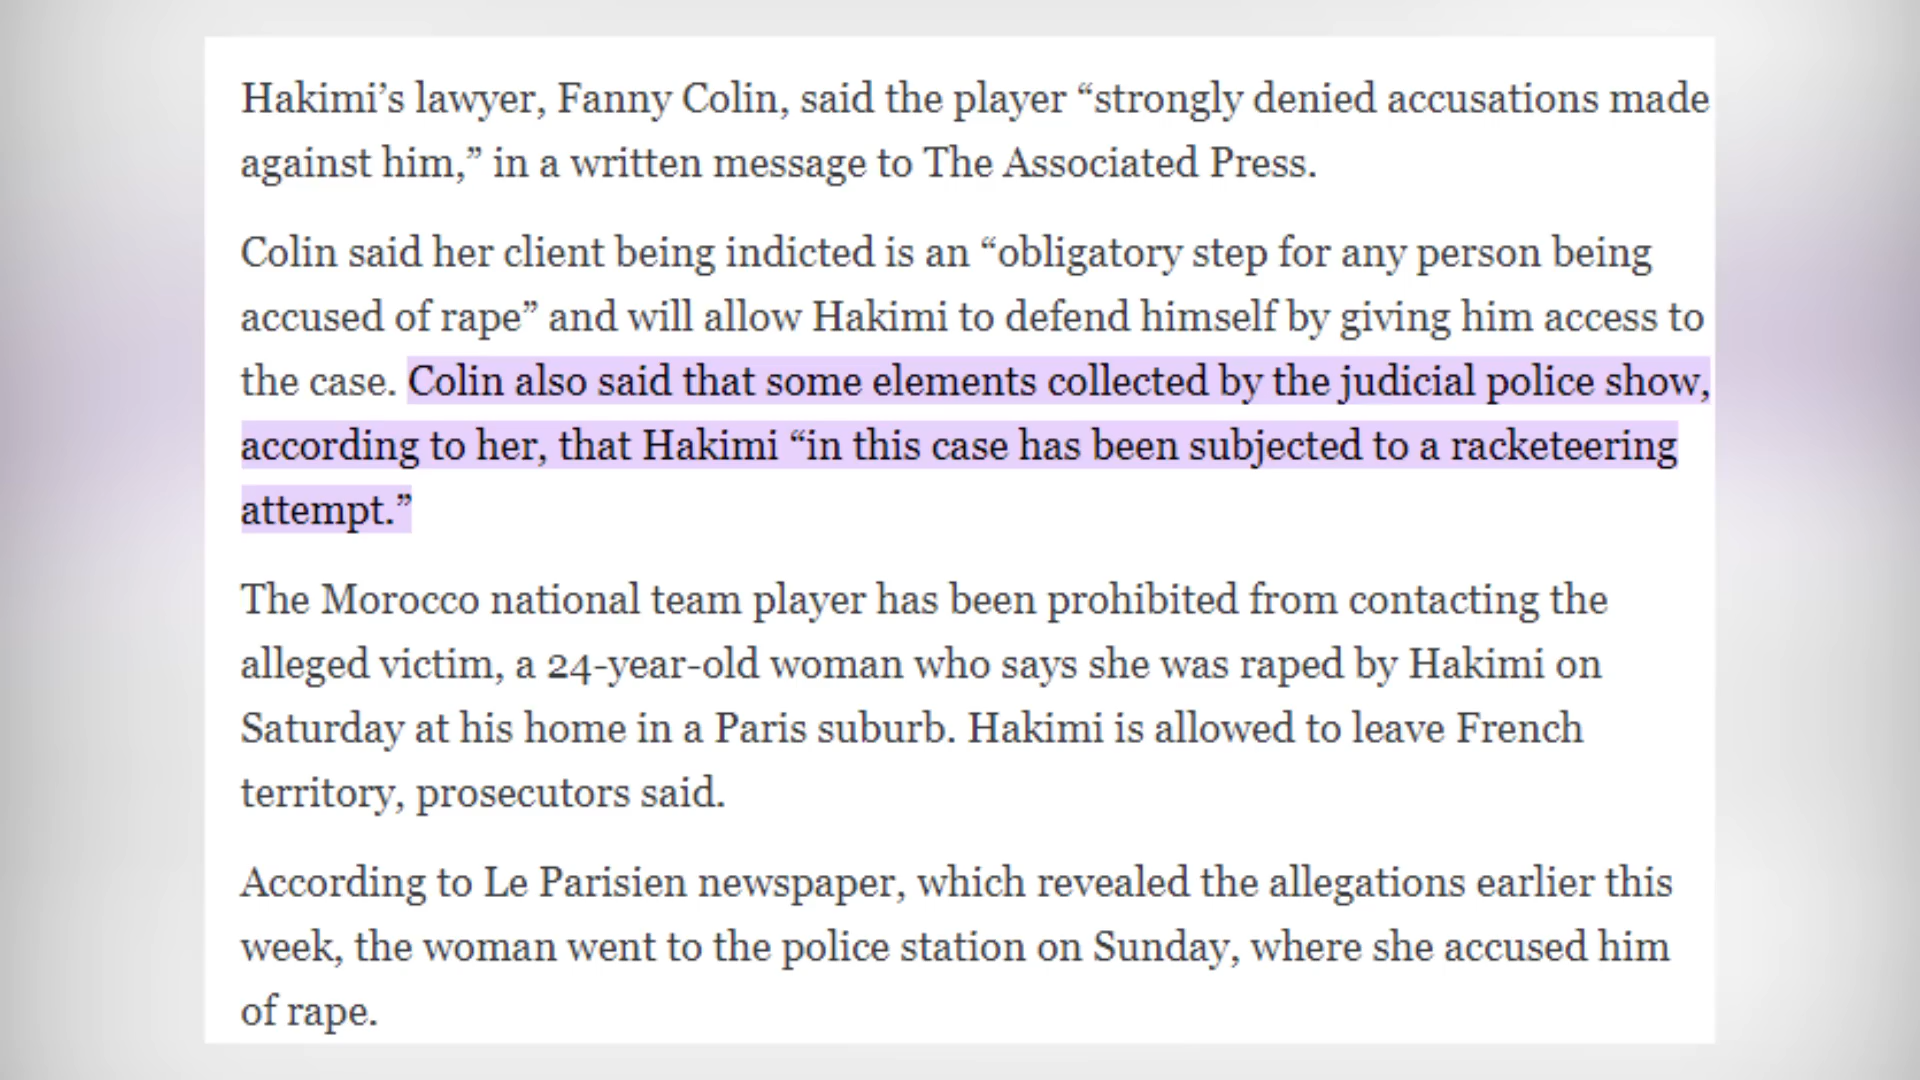 Hakimi’s lawyer, Fanny Colin, said the player “strongly denied accusations made
against him,” in a written message to The Associated Press.
Colin said her client being indicted is an “obligatory step for any person being
accused of rape” and will allow Hakimi to defend himself by giving him access to
the case. Colin also said that some elements collected by the judicial police show,
according to her, that Hakimi “in this case has been subjected to a racketeering
attempt.”
The Morocco national team player has been prohibited from contacting the
alleged victim, a 24-year-old woman who says she was raped by Hakimi on
Saturday at his home in a Paris suburb. Hakimi is allowed to leave French
territory, prosecutors said.
According to Le Parisien newspaper, which revealed the allegations earlier this
week, the woman went to the police station on Sunday, where she accused him
of rape.